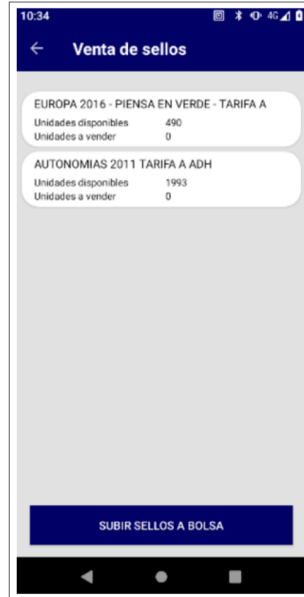 10:34
4G
Venta de sellos
EUROPA 2016 - PIENSA EN VERDE - TARIFA A
Unidades disponibles 490
Unidades a vender 0
AUTONOMIAS 2011 TARIFA A ADH
Unidades disponibles 1993
Unidades a vender 0
SUBIR SELLOS A BOLSA